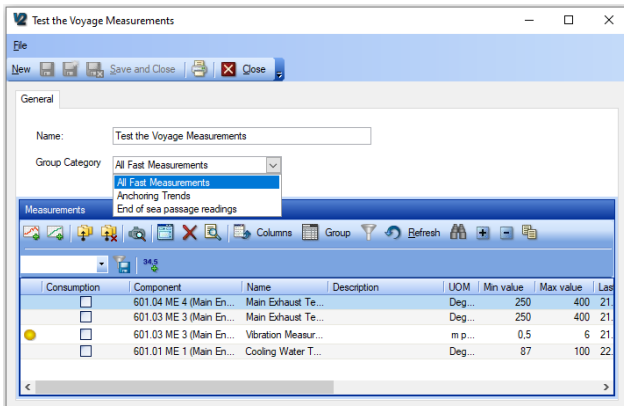 V2 Test the Voyage Measurements
File
New Save and Close Close
General
Name: Test the Voyage Measurements
Group Category All Fast Measurements
All Fast Measurements
Anchoring Trends
End of sea passage readings
Measurements
Columns Group Refresh
34,5
Consumption Component Name Description UOM Min value Max value Las
601.04 ME 4 (Main En... Main Exhaust Te... Deg... 250 400 21.
601.03 ME 3 (Main En... Main Exhaust Te... Deg... 250 400 21.
601.03 ME 3 (Main En... Vibration Measur... m p... 0,5 6 21.
601.01 ME 1 (Main En... Cooling Water T... Deg... 87 100 22.